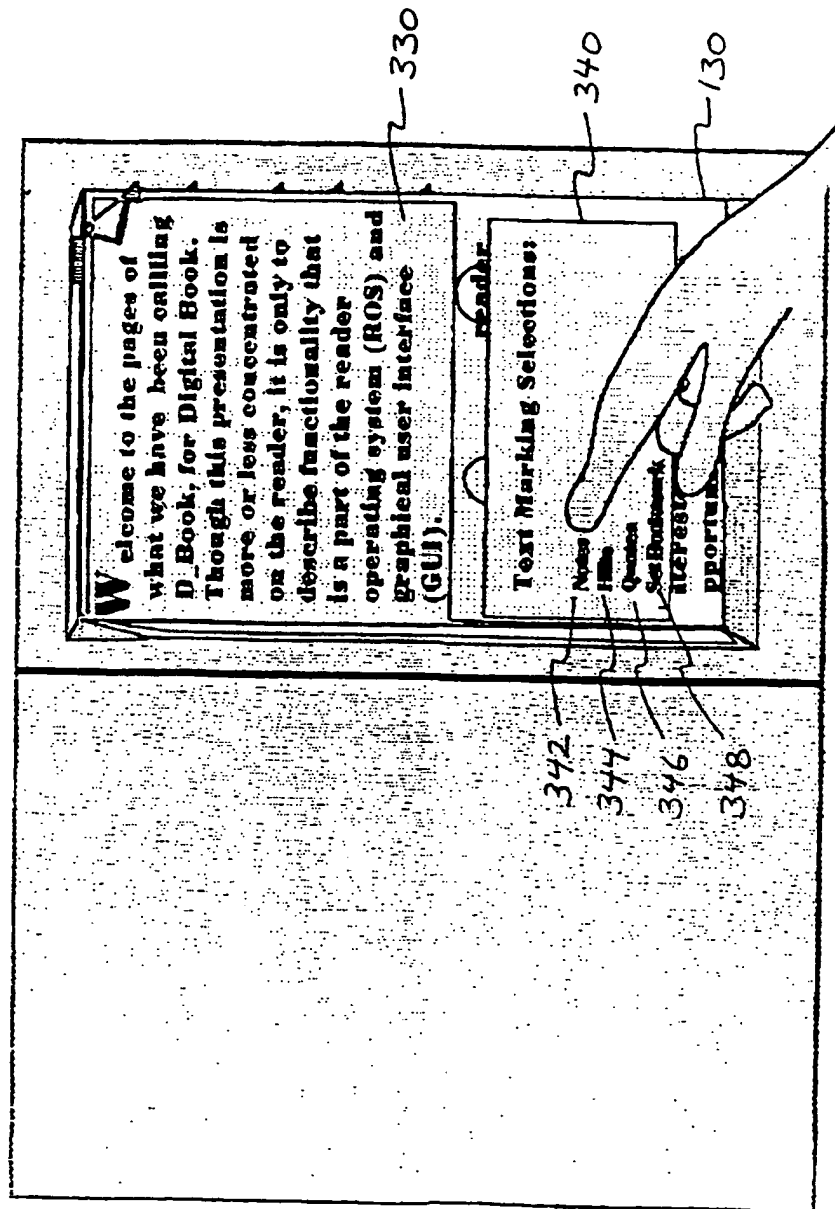 Welcome to the pages of
what we have been callting
D_Book, for Digital Book.
Though this presentation is
more or less concentrated
on the reader, it is only to
describe functionality that
is a part of the reader
operating system (ROS) and
graphical user interface
(GUI).
330
reader
Text Marking Selections:
340
342 Notes
344 Hilite
346 Quotes
348 Set Bookmark
130